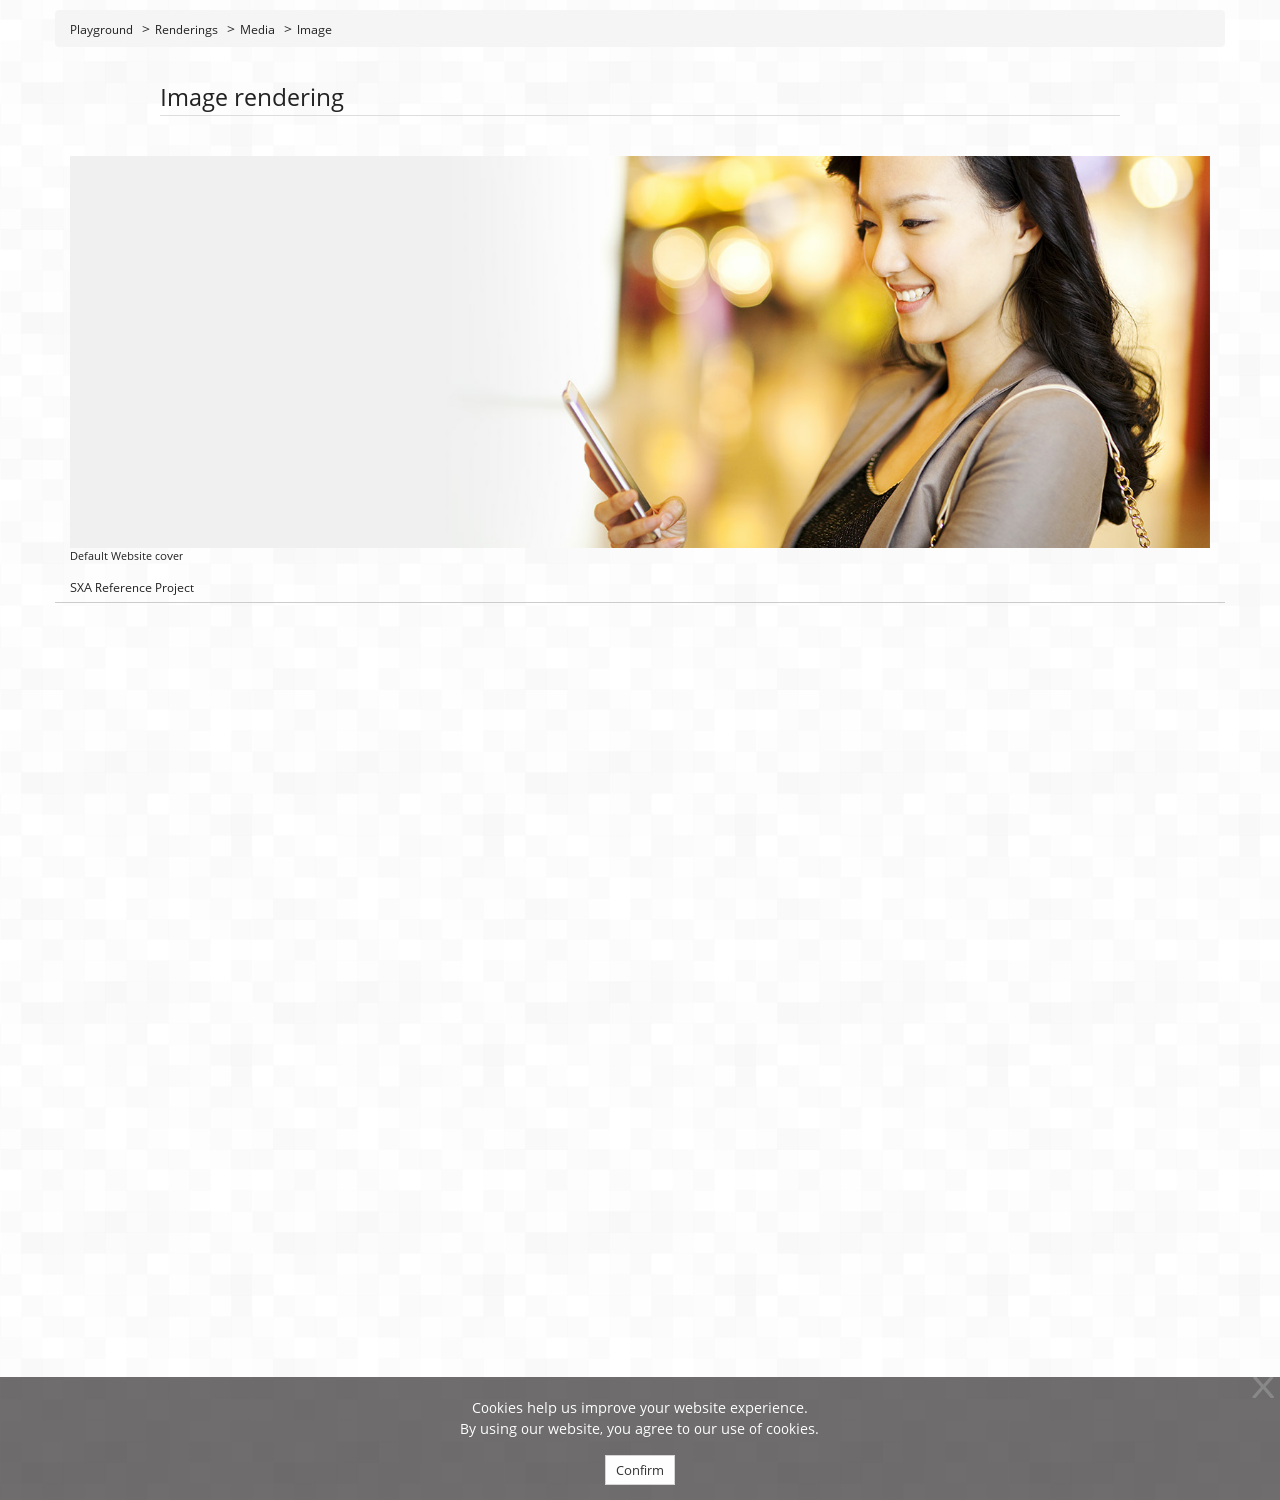 Playground > Renderings > Media > Image
Image rendering
Default Website cover
SXA Reference Project
Cookies help us improve your website experience.
By using our website, you agree to our use of cookies.
Confirm